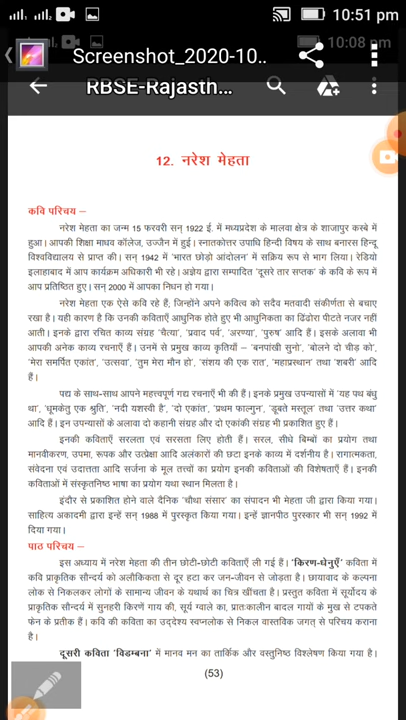 10:51 pm
10:08 pm
Screenshot_2020-10..
RBSE-Rajasth...
12. नरेश मेहता
कवि परिचय –
नरेश मेहता का जन्म 15 फरवरी सन् 1922 ई. में मध्यप्रदेश के मालवा क्षेत्र के शाजापुर कस्बे में
हुआ। आपकी शिक्षा माधव कॉलेज, उज्जैन में हुई। स्नातकोत्तर उपाधि हिन्दी विषय के साथ बनारस हिन्दू
विश्वविद्यालय से प्राप्त की। सन् 1942 में 'भारत छोड़ो आंदोलन' में सक्रिय रूप से भाग लिया। रेडियो
इलाहाबाद में आप कार्यक्रम अधिकारी भी रहे। अज्ञेय द्वारा सम्पादित 'दूसरे तार सप्तक' के कवि के रूप में
आप प्रतिष्ठित हुए। सन् 2000 में आपका निधन हो गया।
नरेश मेहता एक ऐसे कवि रहे हैं; जिन्होंने अपने कवित्व को सदैव मतवादी संकीर्णता से बचाए
रखा है। यही कारण है कि उनकी कविताएँ आधुनिक होते हुए भी आधुनिकता का ढिंढोरा पीटते नजर नहीं
आती। इनके द्वारा रचित काव्य संग्रह 'चैत्या', 'प्रवाद पर्व', 'अरण्या', 'पुरुष' आदि हैं। इसके अलावा भी
आपकी अनेक काव्य रचनाएँ हैं। उनमें से प्रमुख काव्य कृतियाँ – 'बनपांखी सुनो', 'बोलने दो चीड़ को',
'मेरा समर्पित एकांत', 'उत्सवा', 'तुम मेरा मौन हो', 'संशय की एक रात', 'महाप्रस्थान' तथा 'शबरी' आदि
हैं।
पद्य के साथ-साथ आपने महत्त्वपूर्ण गद्य रचनाएँ भी की हैं। इनके प्रमुख उपन्यासों में 'यह पथ बंधु
था', 'धूमकेतु एक श्रुति', 'नदी यशस्वी है', 'दो एकांत', 'प्रथम फाल्गुन', 'डूबते मस्तूल' तथा 'उत्तर कथा'
आदि हैं। इन उपन्यासों के अलावा दो कहानी संग्रह और दो एकांकी संग्रह भी प्रकाशित हुए हैं।
इनकी कविताएँ सरलता एवं सरसता लिए होती हैं। सरल, सीधे बिम्बों का प्रयोग तथा
मानवीकरण, उपमा, रूपक और उत्प्रेक्षा आदि अलंकारों की छटा इनके काव्य में दर्शनीय है। रागात्मकता,
संवेदना एवं उदात्तता आदि सर्जना के मूल तत्त्वों का प्रयोग इनकी कविताओं की विशेषताएँ हैं। इनकी
कविताओं में संस्कृतनिष्ठ भाषा का प्रयोग यथा स्थान मिलता है।
इंदौर से प्रकाशित होने वाले दैनिक 'चौथा संसार' का संपादन भी मेहता जी द्वारा किया गया।
साहित्य अकादमी द्वारा इन्हें सन् 1988 में पुरस्कृत किया गया। इन्हें ज्ञानपीठ पुरस्कार भी सन् 1992 में
दिया गया।
पाठ परिचय –
इस अध्याय में नरेश मेहता की तीन छोटी-छोटी कविताएँ ली गई हैं। 'किरण-धेनुएँ' कविता में
कवि प्राकृतिक सौन्दर्य को अलौकिकता से दूर हटा कर जन-जीवन से जोड़ता है। छायावाद के कल्पना
लोक से निकलकर लोगों के सामान्य जीवन के यथार्थ का चित्र खींचता है। प्रस्तुत कविता में सूर्योदय के
प्राकृतिक सौन्दर्य में सुनहरी किरणें गाय की, सूर्य ग्वाले का, प्रातःकालीन बादल गायों के मुख से टपकते
फेन के प्रतीक हैं। कवि की कविता का उद्देश्य स्वप्नलोक से निकल वास्तविक जगत् से परिचय कराना
है।
दूसरी कविता 'विडम्बना' में मानव मन का तार्किक और वस्तुनिष्ठ विश्लेषण किया गया है।
(53)